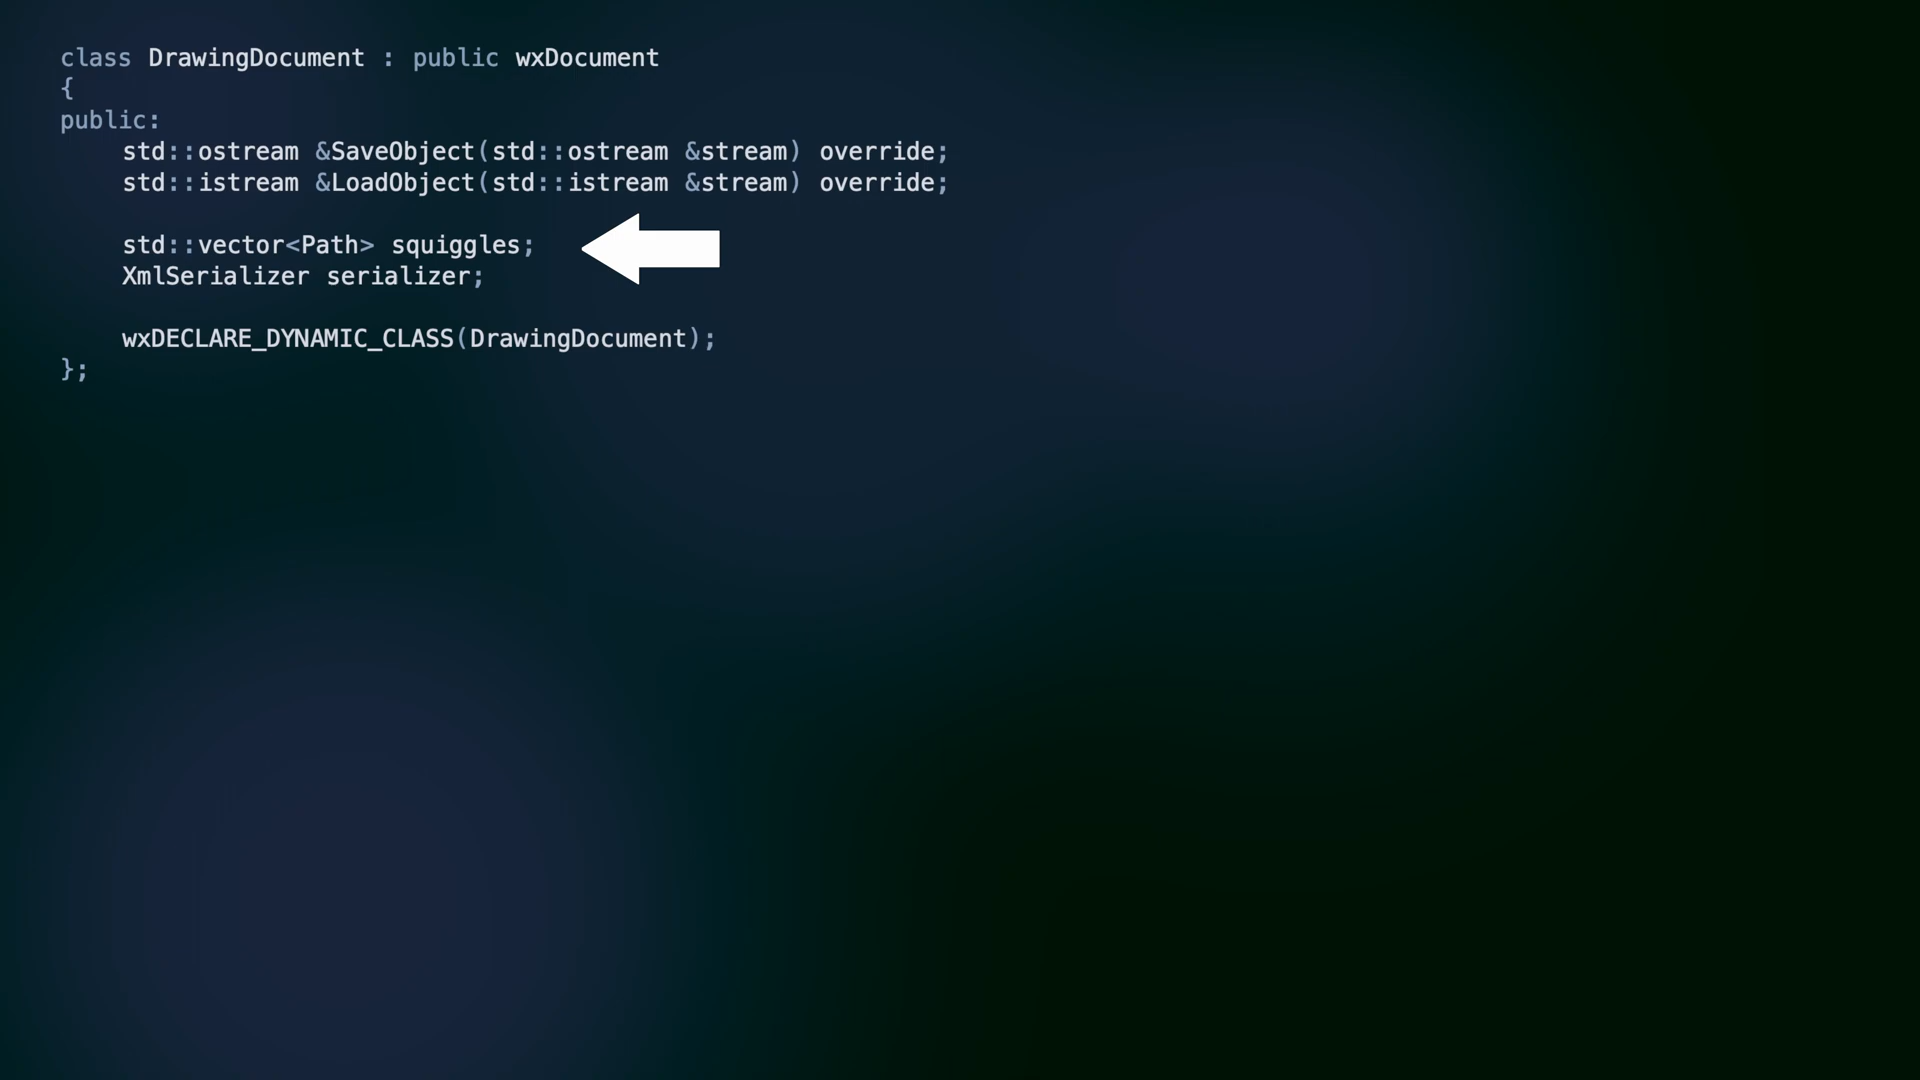 class DrawingDocument : public wxDocument
{
public:
    std::ostream &SaveObject(std::ostream &stream) override;
    std::istream &LoadObject(std::istream &stream) override;

    std::vector<Path> squiggles;
    XmlSerializer serializer;

    wxDECLARE_DYNAMIC_CLASS(DrawingDocument);
};